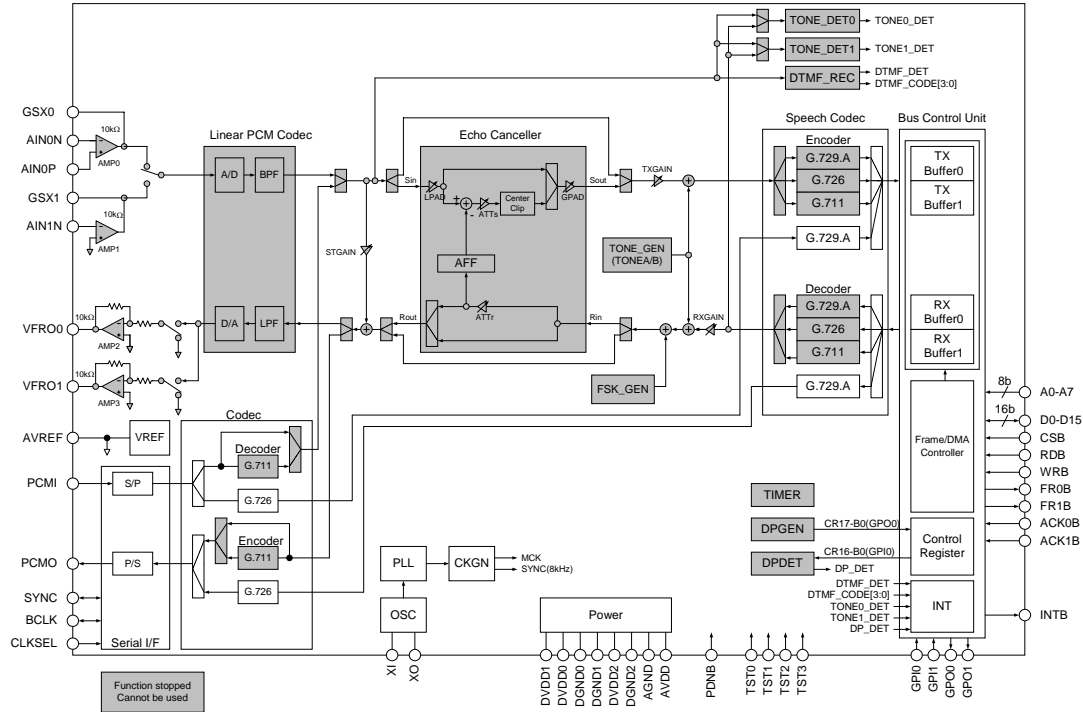 TONE_DET0
TONE0_DET
TONE_DET1
TONE1_DET
DTMF_REC
DTMF_DET
DTMF_CODE[3:0]
GSX0
10kΩ
AIN0N
AMP0
AIN0P
GSX1
10kΩ
AIN1N
AMP1
Linear PCM Codec
A/D
BPF
D/A
LPF
STGAIN
Echo Canceller
Sin
LPAD
+
-
ATTs
Center
Clip
GPAD
Sout
AFF
ATTr
Rout
Rin
TXGAIN
TONE_GEN
(TONEA/B)
RXGAIN
FSK_GEN
Speech Codec
Encoder
G.729.A
G.726
G.711
G.729.A
Decoder
G.729.A
G.726
G.711
G.729.A
Bus Control Unit
TX
Buffer0
TX
Buffer1
RX
Buffer0
RX
Buffer1
Frame/DMA
Controller
Control
Register
INT
VFRO0
10kΩ
AMP2
VFRO1
10kΩ
AMP3
AVREF
VREF
PCMI
S/P
PCMO
P/S
SYNC
BCLK
CLKSEL
Serial I/F
Codec
Decoder
G.711
G.726
Encoder
G.711
G.726
PLL
CKGN
MCK
SYNC(8kHz)
OSC
XI
XO
Power
DVDD1
DVDD0
DGND0
DGND1
DVDD2
DGND2
AGND
AVDD
PDNB
TST0
TST1
TST2
TST3
TIMER
DPGEN
CR17-B0(GPO0)
DPDET
CR16-B0(GPI0)
DP_DET
DTMF_DET
DTMF_CODE[3:0]
TONE0_DET
TONE1_DET
DP_DET
8b
A0-A7
16b
D0-D15
CSB
RDB
WRB
FR0B
FR1B
ACK0B
ACK1B
INTB
GPI0
GPI1
GPO0
GPO1
Function stopped
Cannot be used